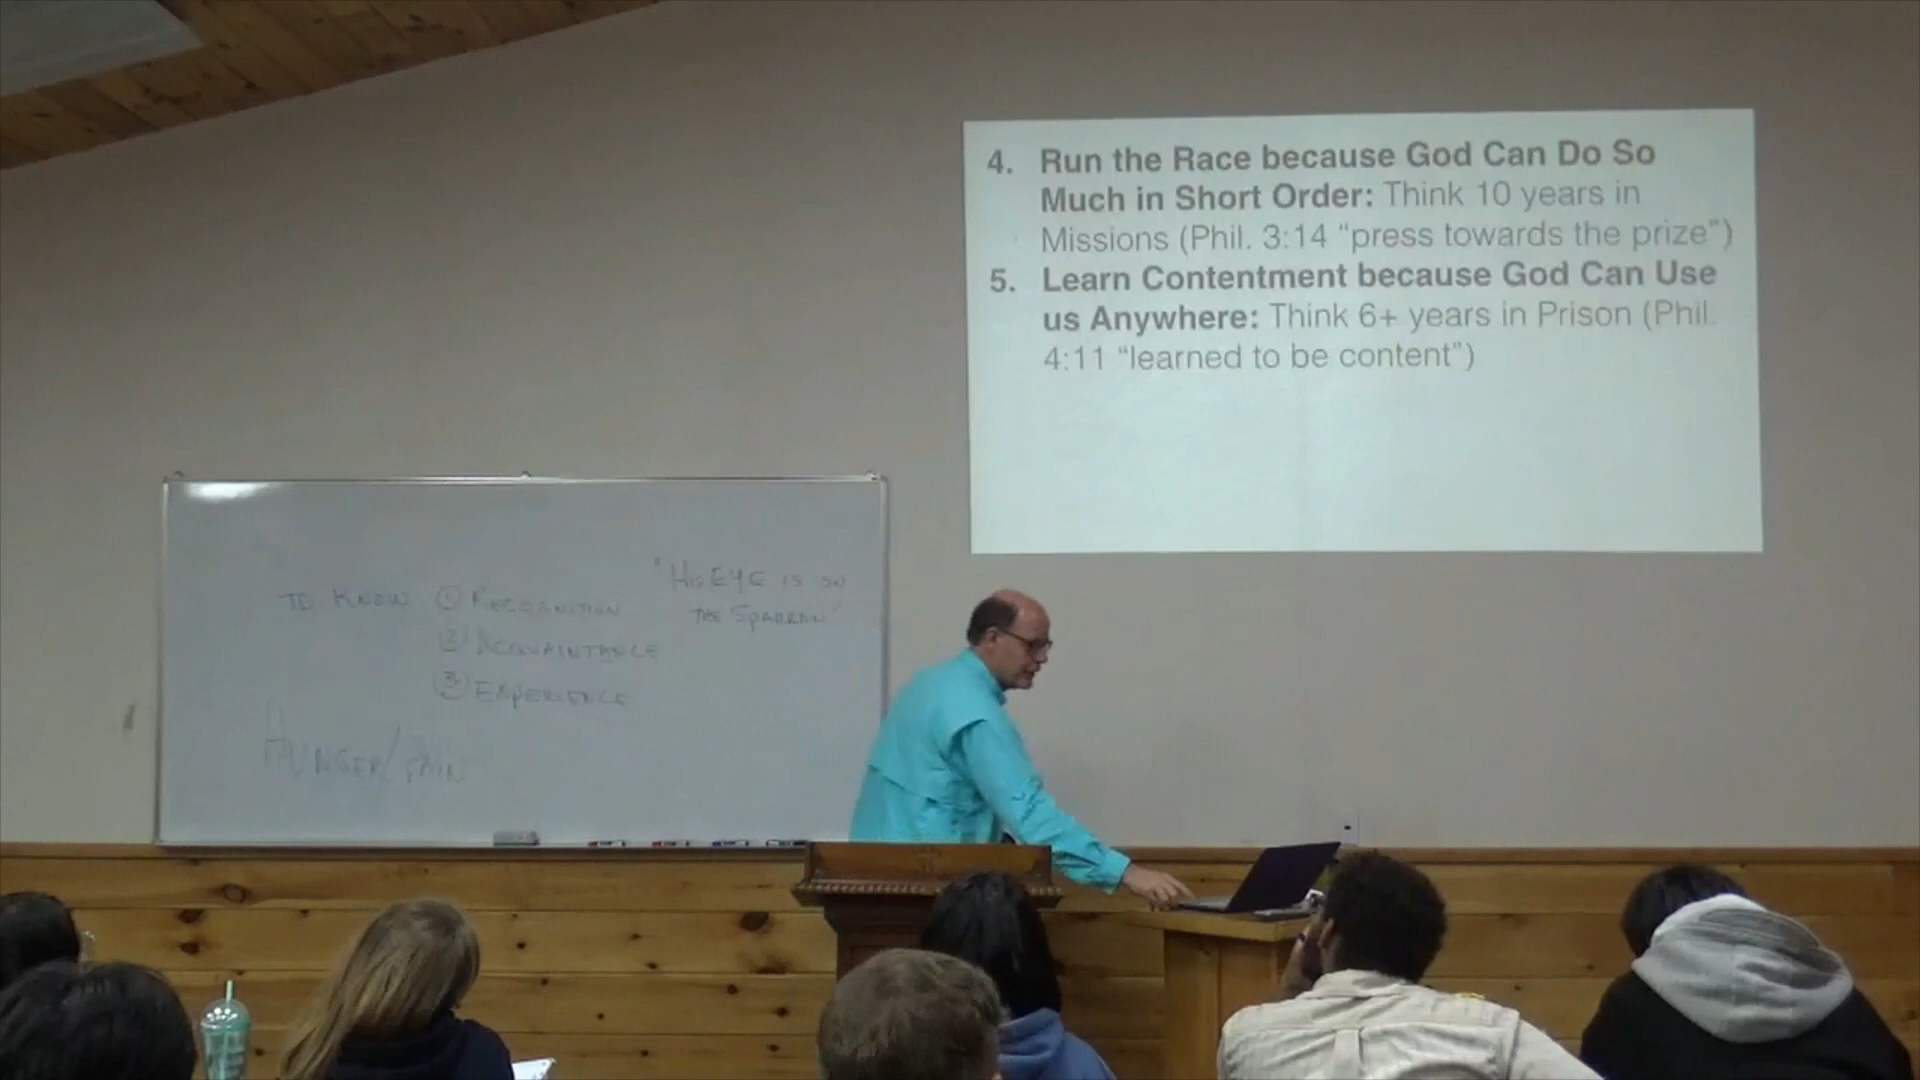 4. Run the Race because God Can Do So
Much in Short Order: Think 10 years in
Missions (Phil. 3:14 “press towards the prize”)
5. Learn Contentment because God Can Use
us Anywhere: Think 6+ years in Prison (Phil.
4:11 “learned to be content”)
"His EYE is on
THE SPARROW"
TO KNOW ① RECOGNITION
② ACQUAINTANCE
③ EXPERIENCE
HUNGER/PAIN